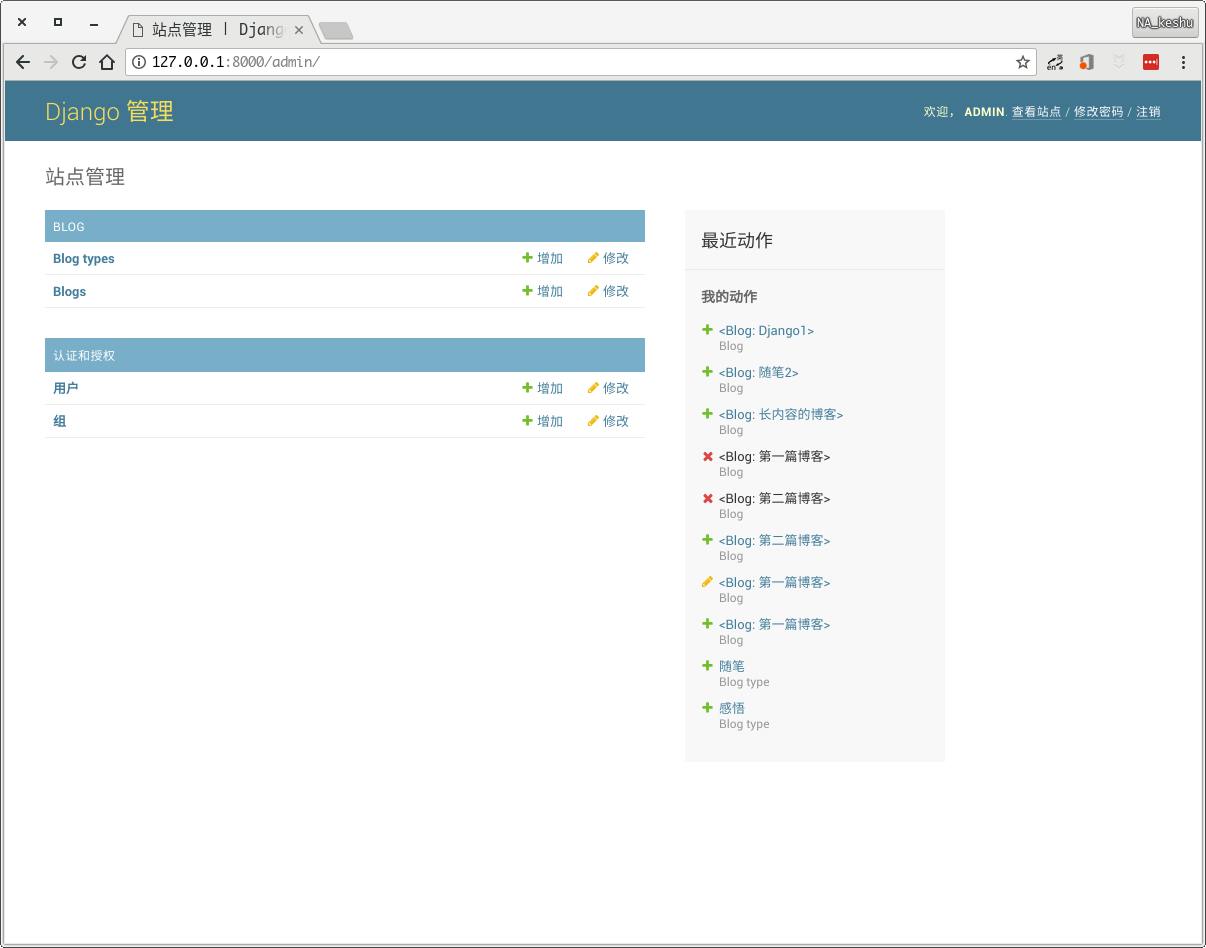 站点管理 | Django
NA_keshu
127.0.0.1:8000/admin/
Django 管理
欢迎， ADMIN. 查看站点 / 修改密码 / 注销
站点管理
BLOG
Blog types 增加 修改
Blogs 增加 修改
认证和授权
用户 增加 修改
组 增加 修改
最近动作
我的动作
<Blog: Django1>
Blog
<Blog: 随笔2>
Blog
<Blog: 长内容的博客>
Blog
<Blog: 第一篇博客>
Blog
<Blog: 第二篇博客>
Blog
<Blog: 第二篇博客>
Blog
<Blog: 第一篇博客>
Blog
<Blog: 第一篇博客>
Blog
随笔
Blog type
感悟
Blog type